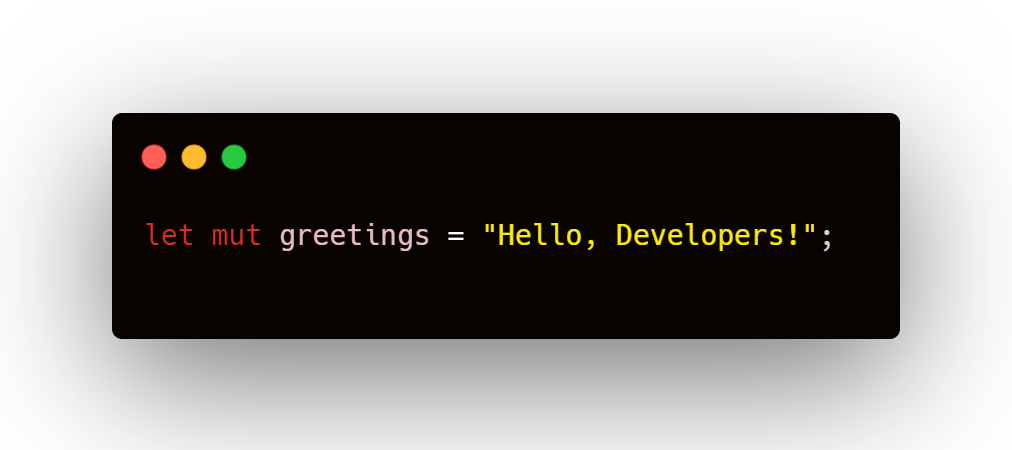 let mut greetings = "Hello, Developers!";